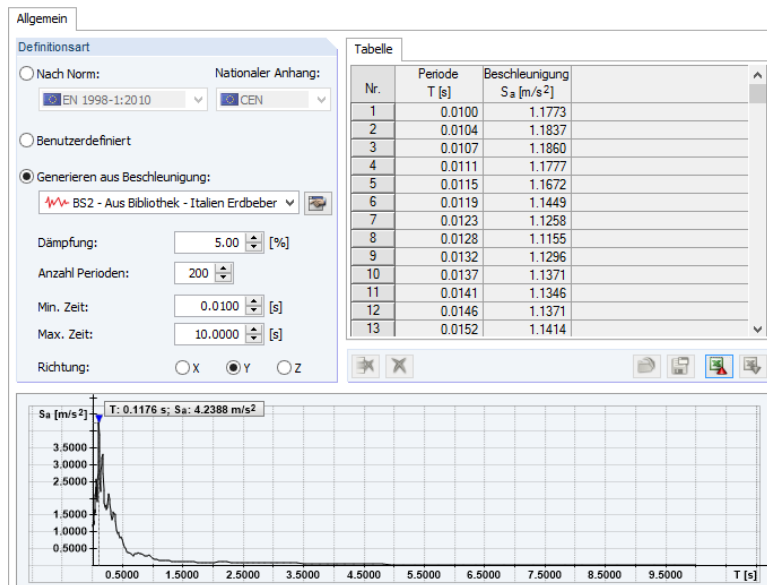 Allgemein
Definitionsart
Nach Norm: Nationaler Anhang:
EN 1998-1:2010 CEN
Benutzerdefiniert
Generieren aus Beschleunigung:
BS2 - Aus Bibliothek - Italien Erdbeber
Dämpfung: 5.00 [%]
Anzahl Perioden: 200
Min. Zeit: 0.0100 [s]
Max. Zeit: 10.0000 [s]
Richtung: X Y Z
Tabelle
Nr. Periode T [s] Beschleunigung Sa [m/s²]
1 0.0100 1.1773
2 0.0104 1.1837
3 0.0107 1.1860
4 0.0111 1.1777
5 0.0115 1.1672
6 0.0119 1.1449
7 0.0123 1.1258
8 0.0128 1.1155
9 0.0132 1.1296
10 0.0137 1.1371
11 0.0141 1.1346
12 0.0146 1.1371
13 0.0152 1.1414
Sa [m/s²]
T: 0.1176 s; Sa: 4.2388 m/s²
3.5000
3.0000
2.5000
1.5000
1.0000
0.5000
0.5000 1.5000 2.5000 3.5000 4.5000 5.5000 6.5000 7.5000 8.5000 9.5000 T [s]